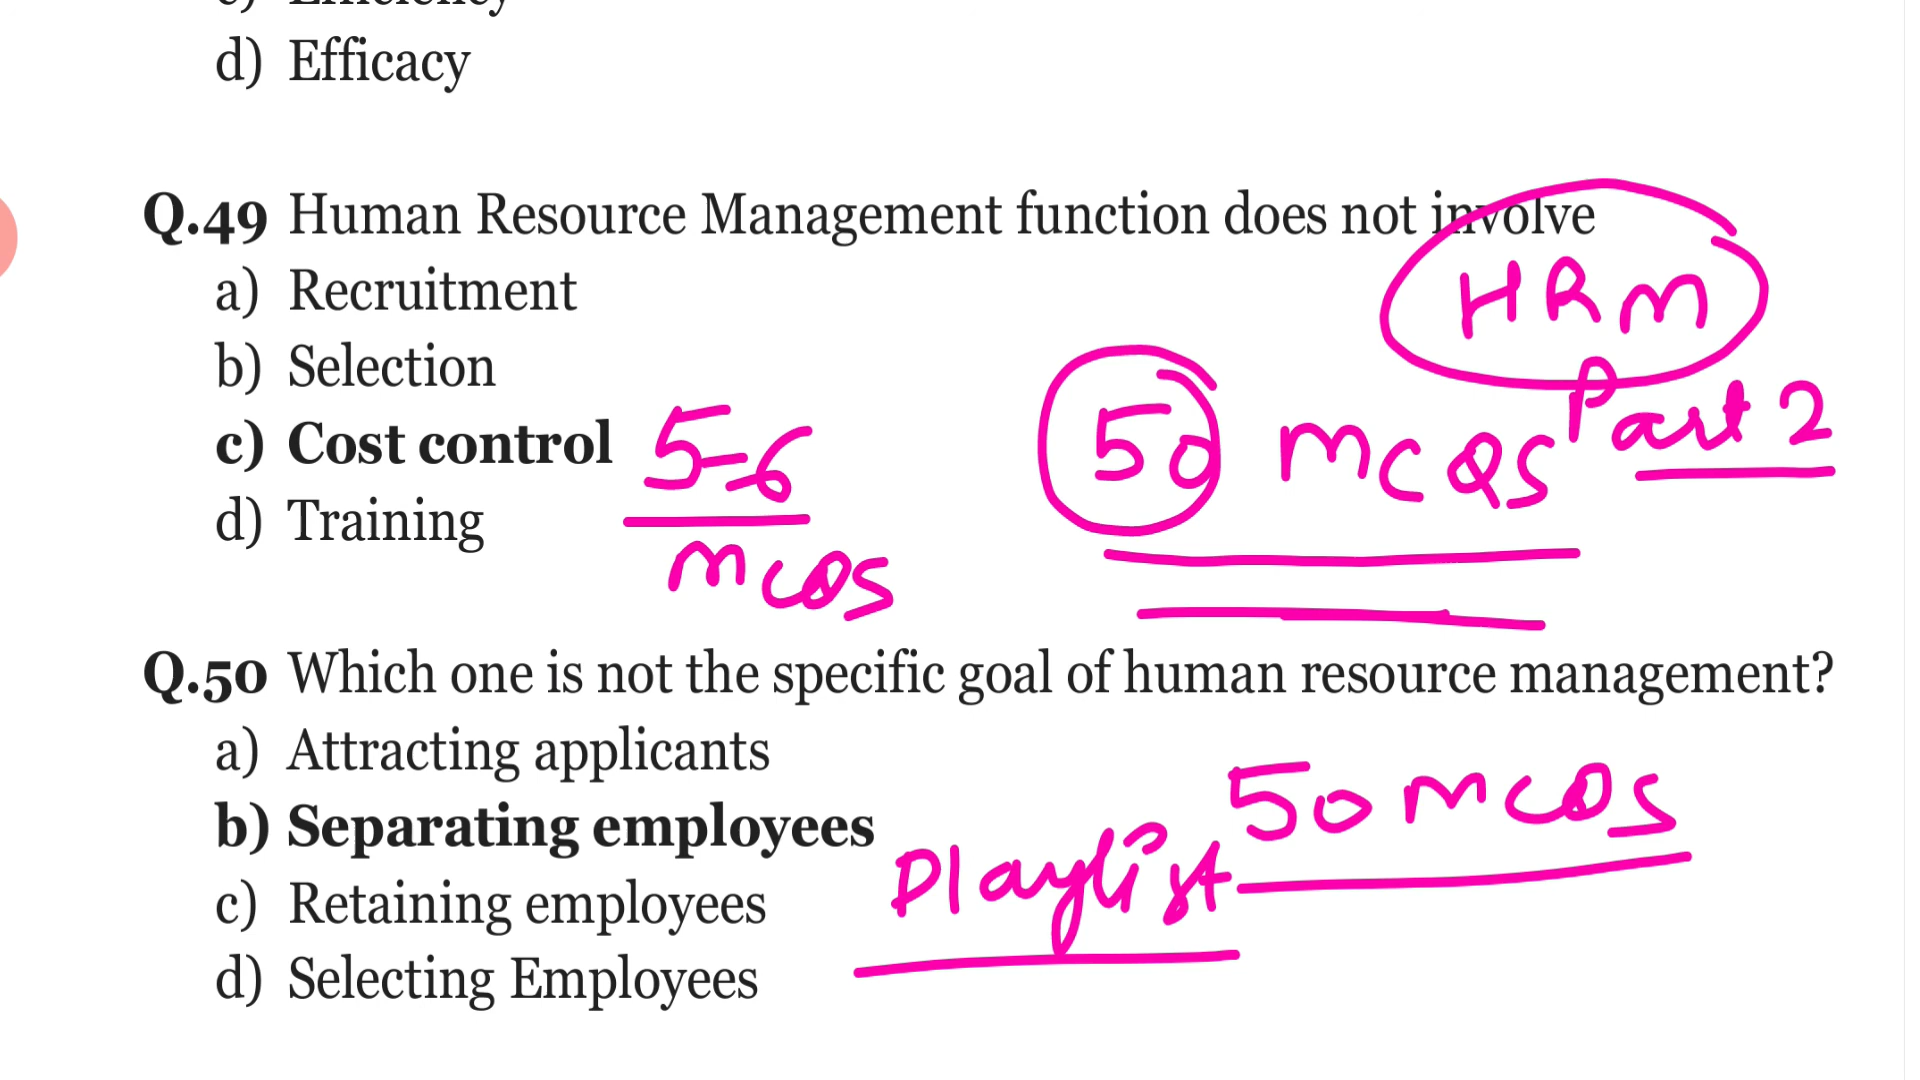 d) Efficacy
Q.49 Human Resource Management function does not involve
a) Recruitment
HRM
b) Selection
Part 2
c) Cost control
5-6
50 MCQS
d) Training
MCQS
Q.50 Which one is not the specific goal of human resource management?
a) Attracting applicants
50 MCQS
b) Separating employees
Playlist
c) Retaining employees
d) Selecting Employees